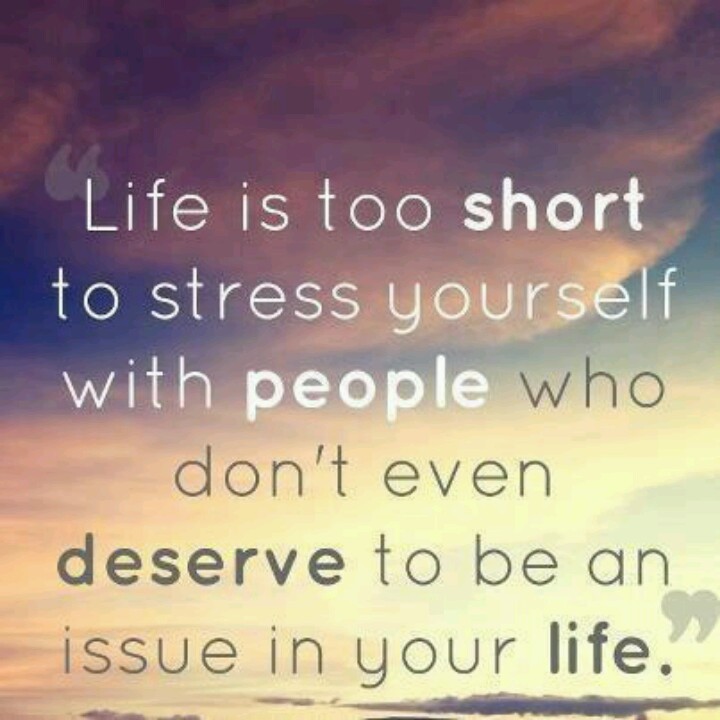 “Life is too short
to stress yourself
with people who
don't even
deserve to be an
issue in your life.”